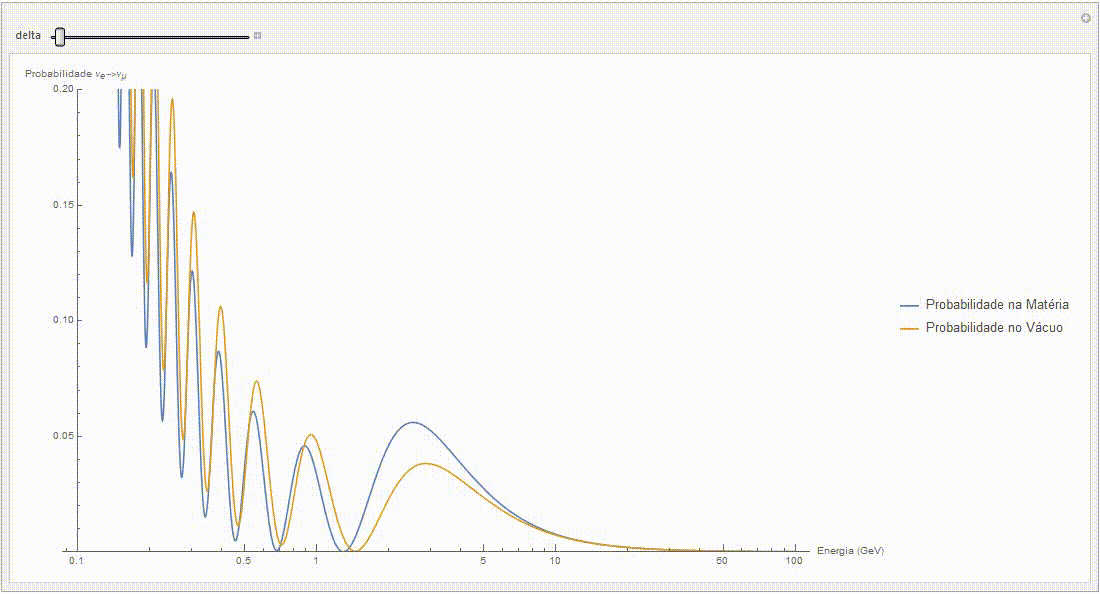 delta
Probabilidade νe->νμ
0.20
0.15
0.10
0.05
0.1 0.5 1 5 10 50 100
Energia (GeV)
Probabilidade na Matéria
Probabilidade no Vácuo